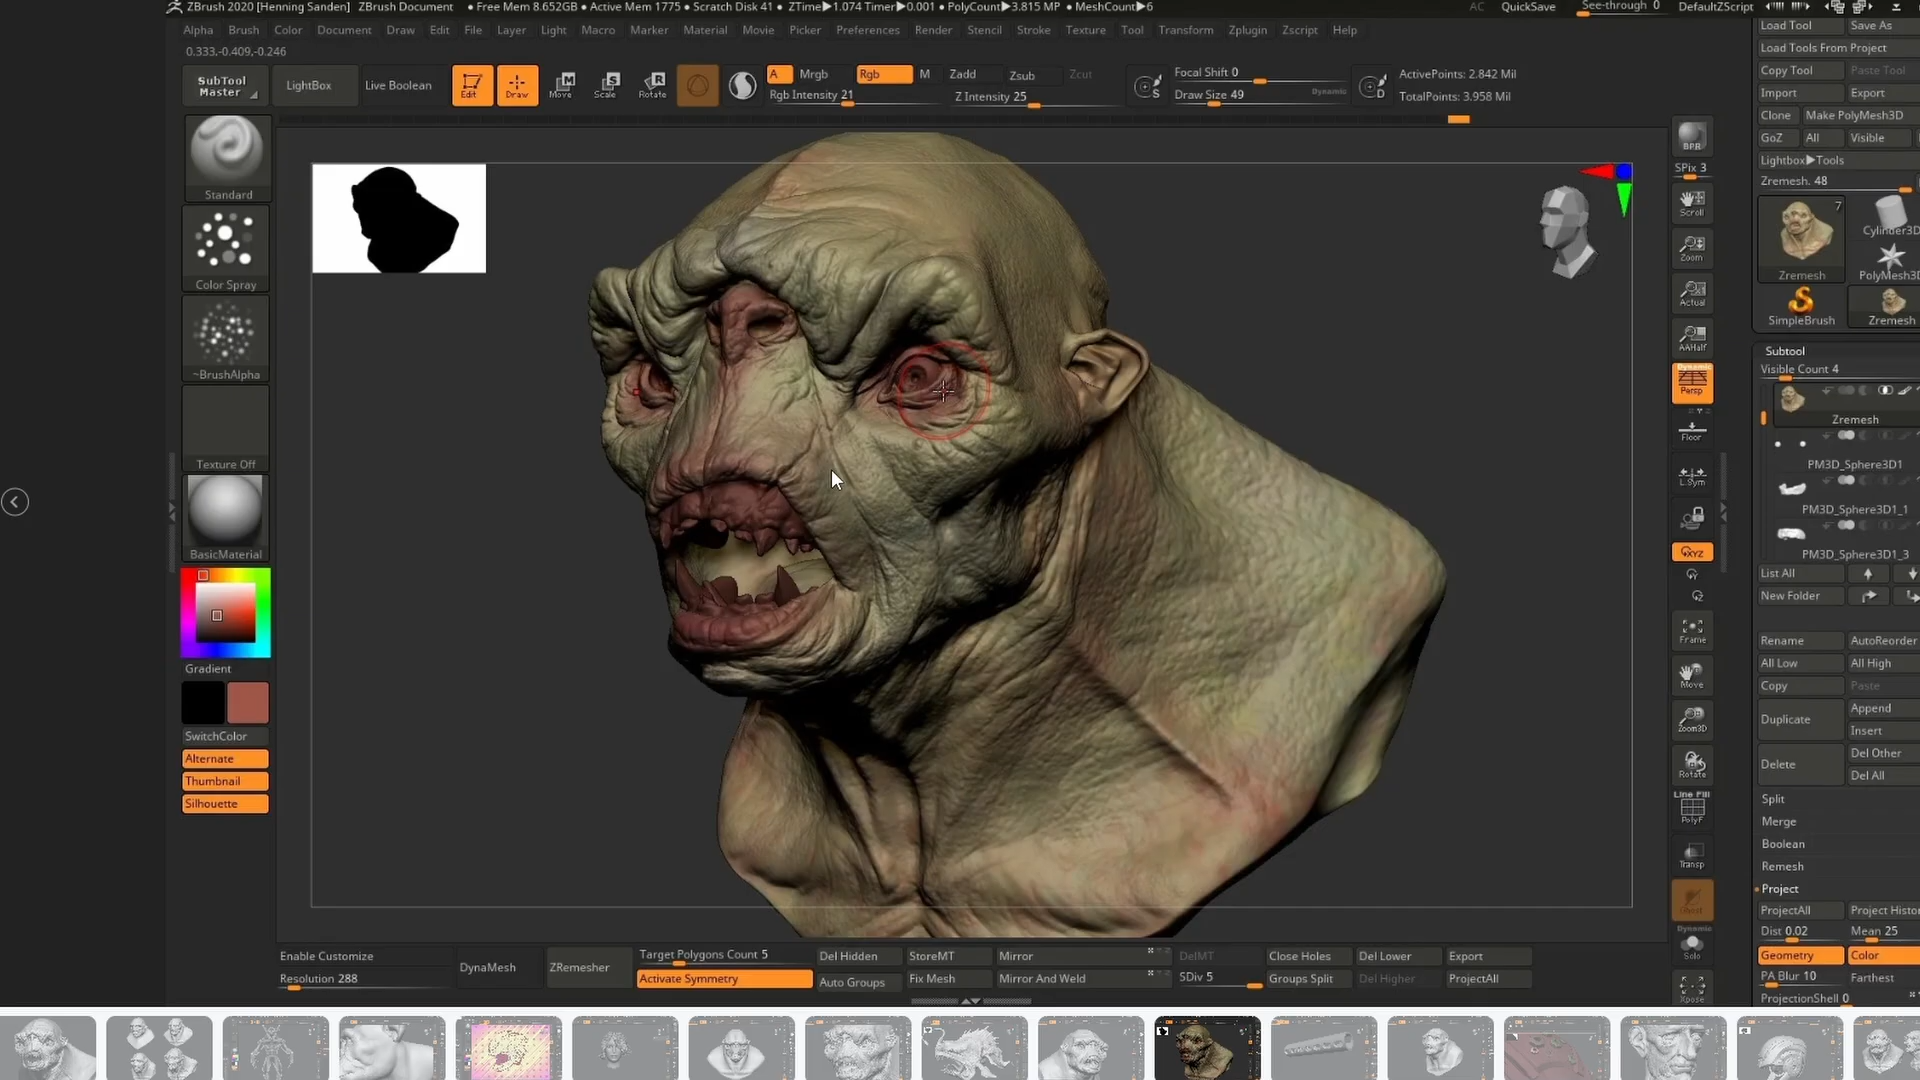 ZBrush 2020 [Henning Sanden] ZBrush Document • Free Mem 8.652GB • Active Mem 1775 • Scratch Disk 41 • ZTime▶1.074 Timer▶0.001 • PolyCount▶3.815 MP • MeshCount▶6 AC QuickSave See-through 0 DefaultZScript
Alpha Brush Color Document Draw Edit File Layer Light Macro Marker Material Movie Picker Preferences Render Stencil Stroke Texture Tool Transform Zplugin Zscript Help
0.333,-0.409,-0.246
SubTool Master
LightBox
Live Boolean
Edit
Draw
Move
Scale
Rotate
A Mrgb Rgb M Zadd Zsub Zcut
Rgb Intensity 21
Z Intensity 25
S
Focal Shift 0
Draw Size 49
Dynamic
D
ActivePoints: 2.842 Mil
TotalPoints: 3.958 Mil
Standard
Color Spray
~BrushAlpha
Texture Off
BasicMaterial
Gradient
SwitchColor
Alternate
Thumbnail
Silhouette
BPR
SPix 3
Scroll
Zoom
Actual
AAHalf
Dynamic
Persp
Floor
L.Sym
XYZ
Frame
Move
Zoom3D
Rotate
Line Fill
PolyF
Transp
Ghost
Dynamic
Solo
Xpose
Load Tool Save As
Load Tools From Project
Copy Tool Paste Tool
Import Export
Clone Make PolyMesh3D
GoZ All Visible
Lightbox▶Tools
Zremesh. 48
7
Zremesh
Cylinder3D
PolyMesh3
SimpleBrush
Zremesh
Subtool
Visible Count 4
Zremesh
PM3D_Sphere3D1
PM3D_Sphere3D1_1
PM3D_Sphere3D1_3
List All
New Folder
Rename AutoReorder
All Low All High
Copy Paste
Duplicate Append
Insert
Delete Del Other
Del All
Split
Merge
Boolean
Remesh
Project
ProjectAll Project Histo
Dist 0.02 Mean 25
Geometry Color
PA Blur 10 Farthest
ProjectionShell 0
Enable Customize
Resolution 288
DynaMesh
ZRemesher
Target Polygons Count 5
Activate Symmetry
Del Hidden
Auto Groups
StoreMT
Fix Mesh
Mirror
Mirror And Weld
DelMT
SDiv 5
Close Holes
Groups Split
Del Lower
Del Higher
Export
ProjectAll